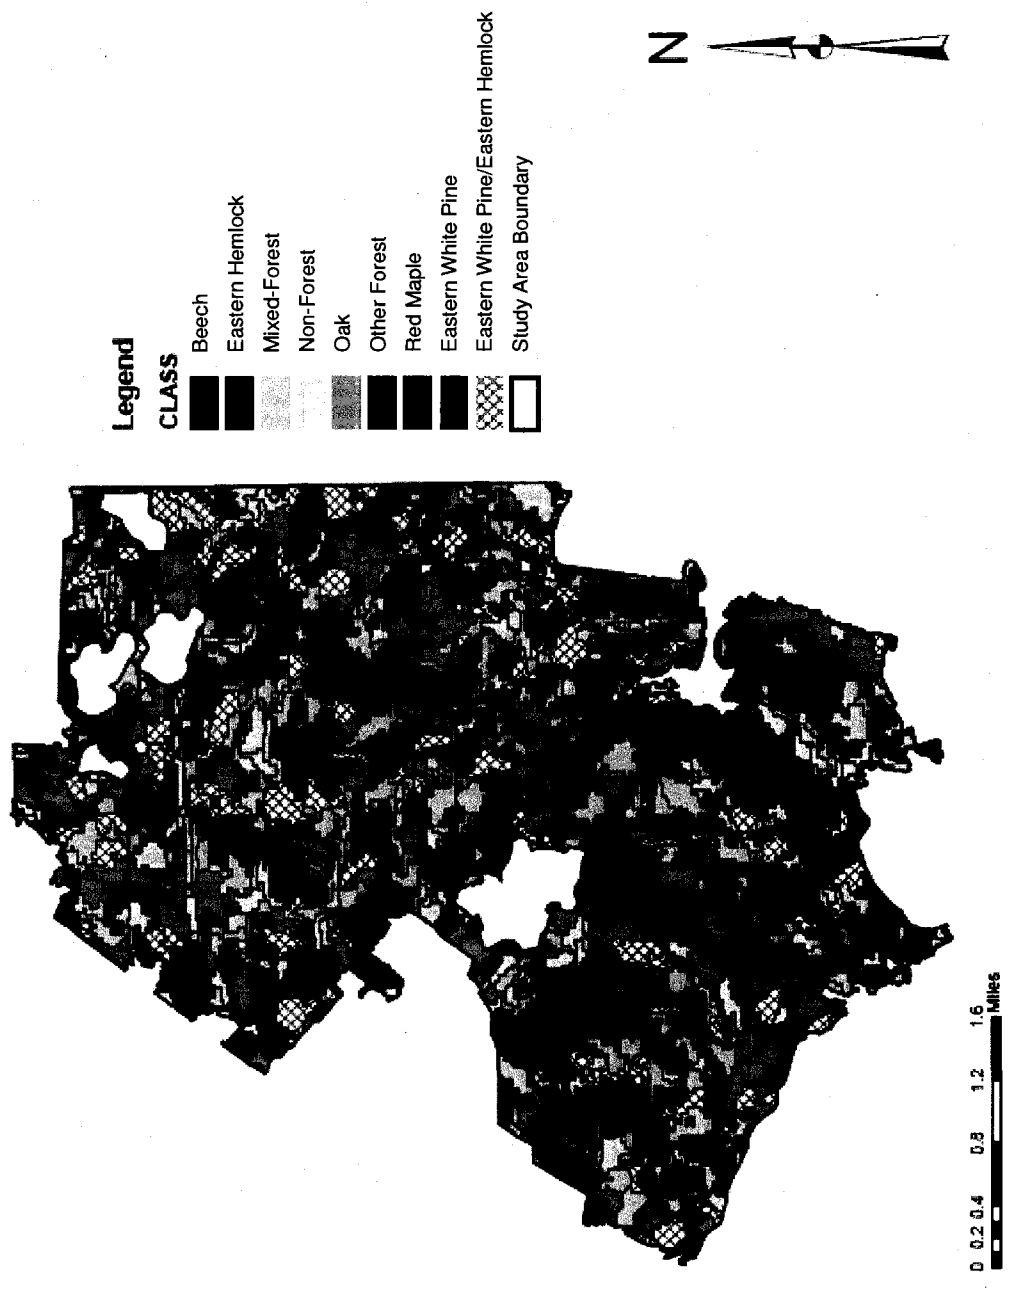 Legend
CLASS
Beech
Eastern Hemlock
Mixed-Forest
Non-Forest
Oak
Other Forest
Red Maple
Eastern White Pine
Eastern White Pine/Eastern Hemlock
Study Area Boundary
N
0 0.2 0.4 0.8 1.2 1.6
Miles